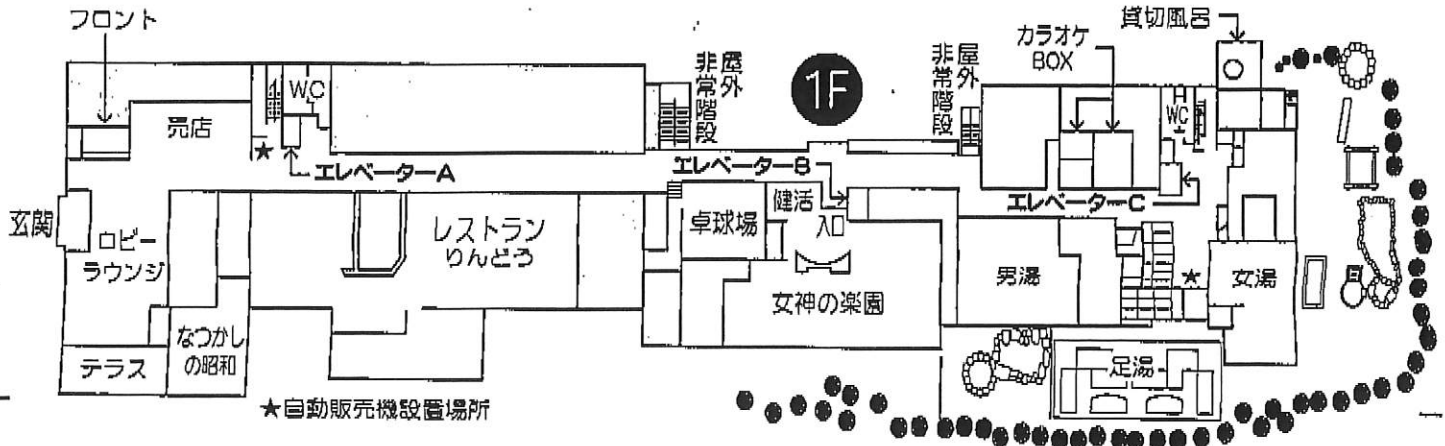 フロント
売店
WC
エレベーターA
屋外
非常階段
1F
エレベーターB
屋外
非常階段
カラオケ
BOX
貸切風呂
WC
エレベーターC
玄関
ロビー
ラウンジ
レストラン
りんどう
卓球場
健活
入口
女神の楽園
男湯
★
女湯
テラス
なつかし
の昭和
足湯
★
★自動販売機設置場所